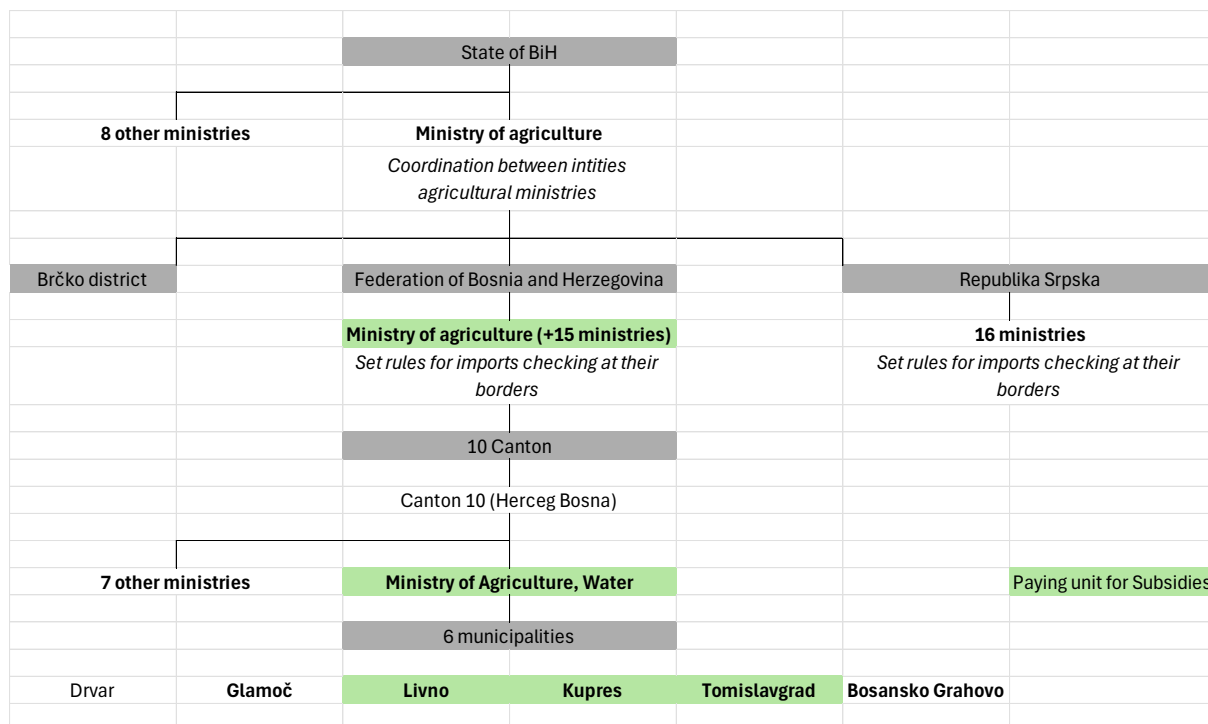 State of BiH
8 other ministries
Ministry of agriculture
Coordination between intities
agricultural ministries
Brčko district
Federation of Bosnia and Herzegovina
Republika Srpska
Ministry of agriculture (+15 ministries)
16 ministries
Set rules for imports checking at their
borders
Set rules for imports checking at their
borders
10 Canton
Canton 10 (Herceg Bosna)
7 other ministries
Ministry of Agriculture, Water
Paying unit for Subsidies
6 municipalities
Drvar
Glamoč
Livno
Kupres
Tomislavgrad
Bosansko Grahovo